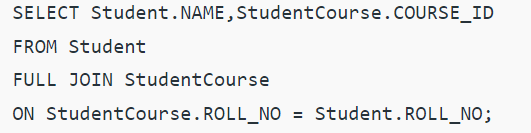 SELECT Student.NAME,StudentCourse.COURSE_ID
FROM Student
FULL JOIN StudentCourse
ON StudentCourse.ROLL_NO = Student.ROLL_NO;